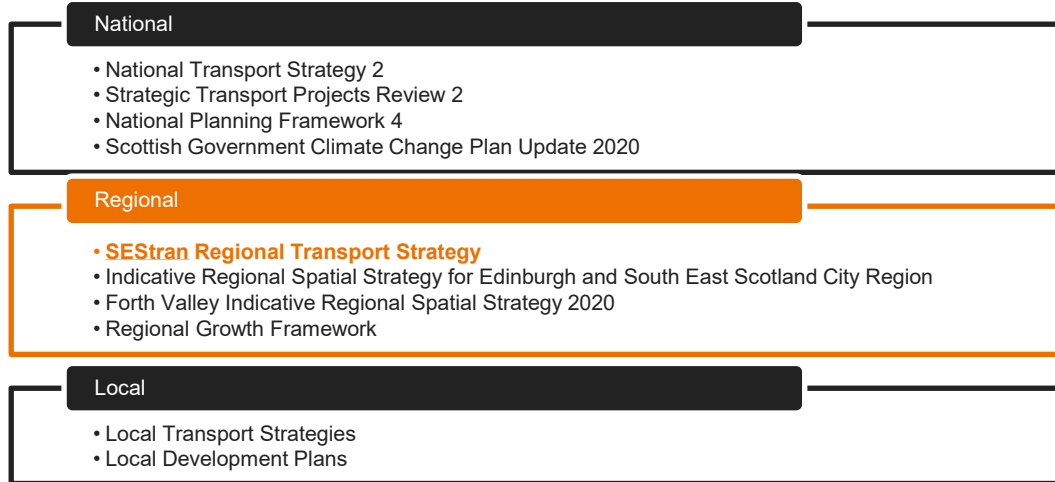 National
• National Transport Strategy 2
• Strategic Transport Projects Review 2
• National Planning Framework 4
• Scottish Government Climate Change Plan Update 2020
Regional
• SEStran Regional Transport Strategy
• Indicative Regional Spatial Strategy for Edinburgh and South East Scotland City Region
• Forth Valley Indicative Regional Spatial Strategy 2020
• Regional Growth Framework
Local
• Local Transport Strategies
• Local Development Plans